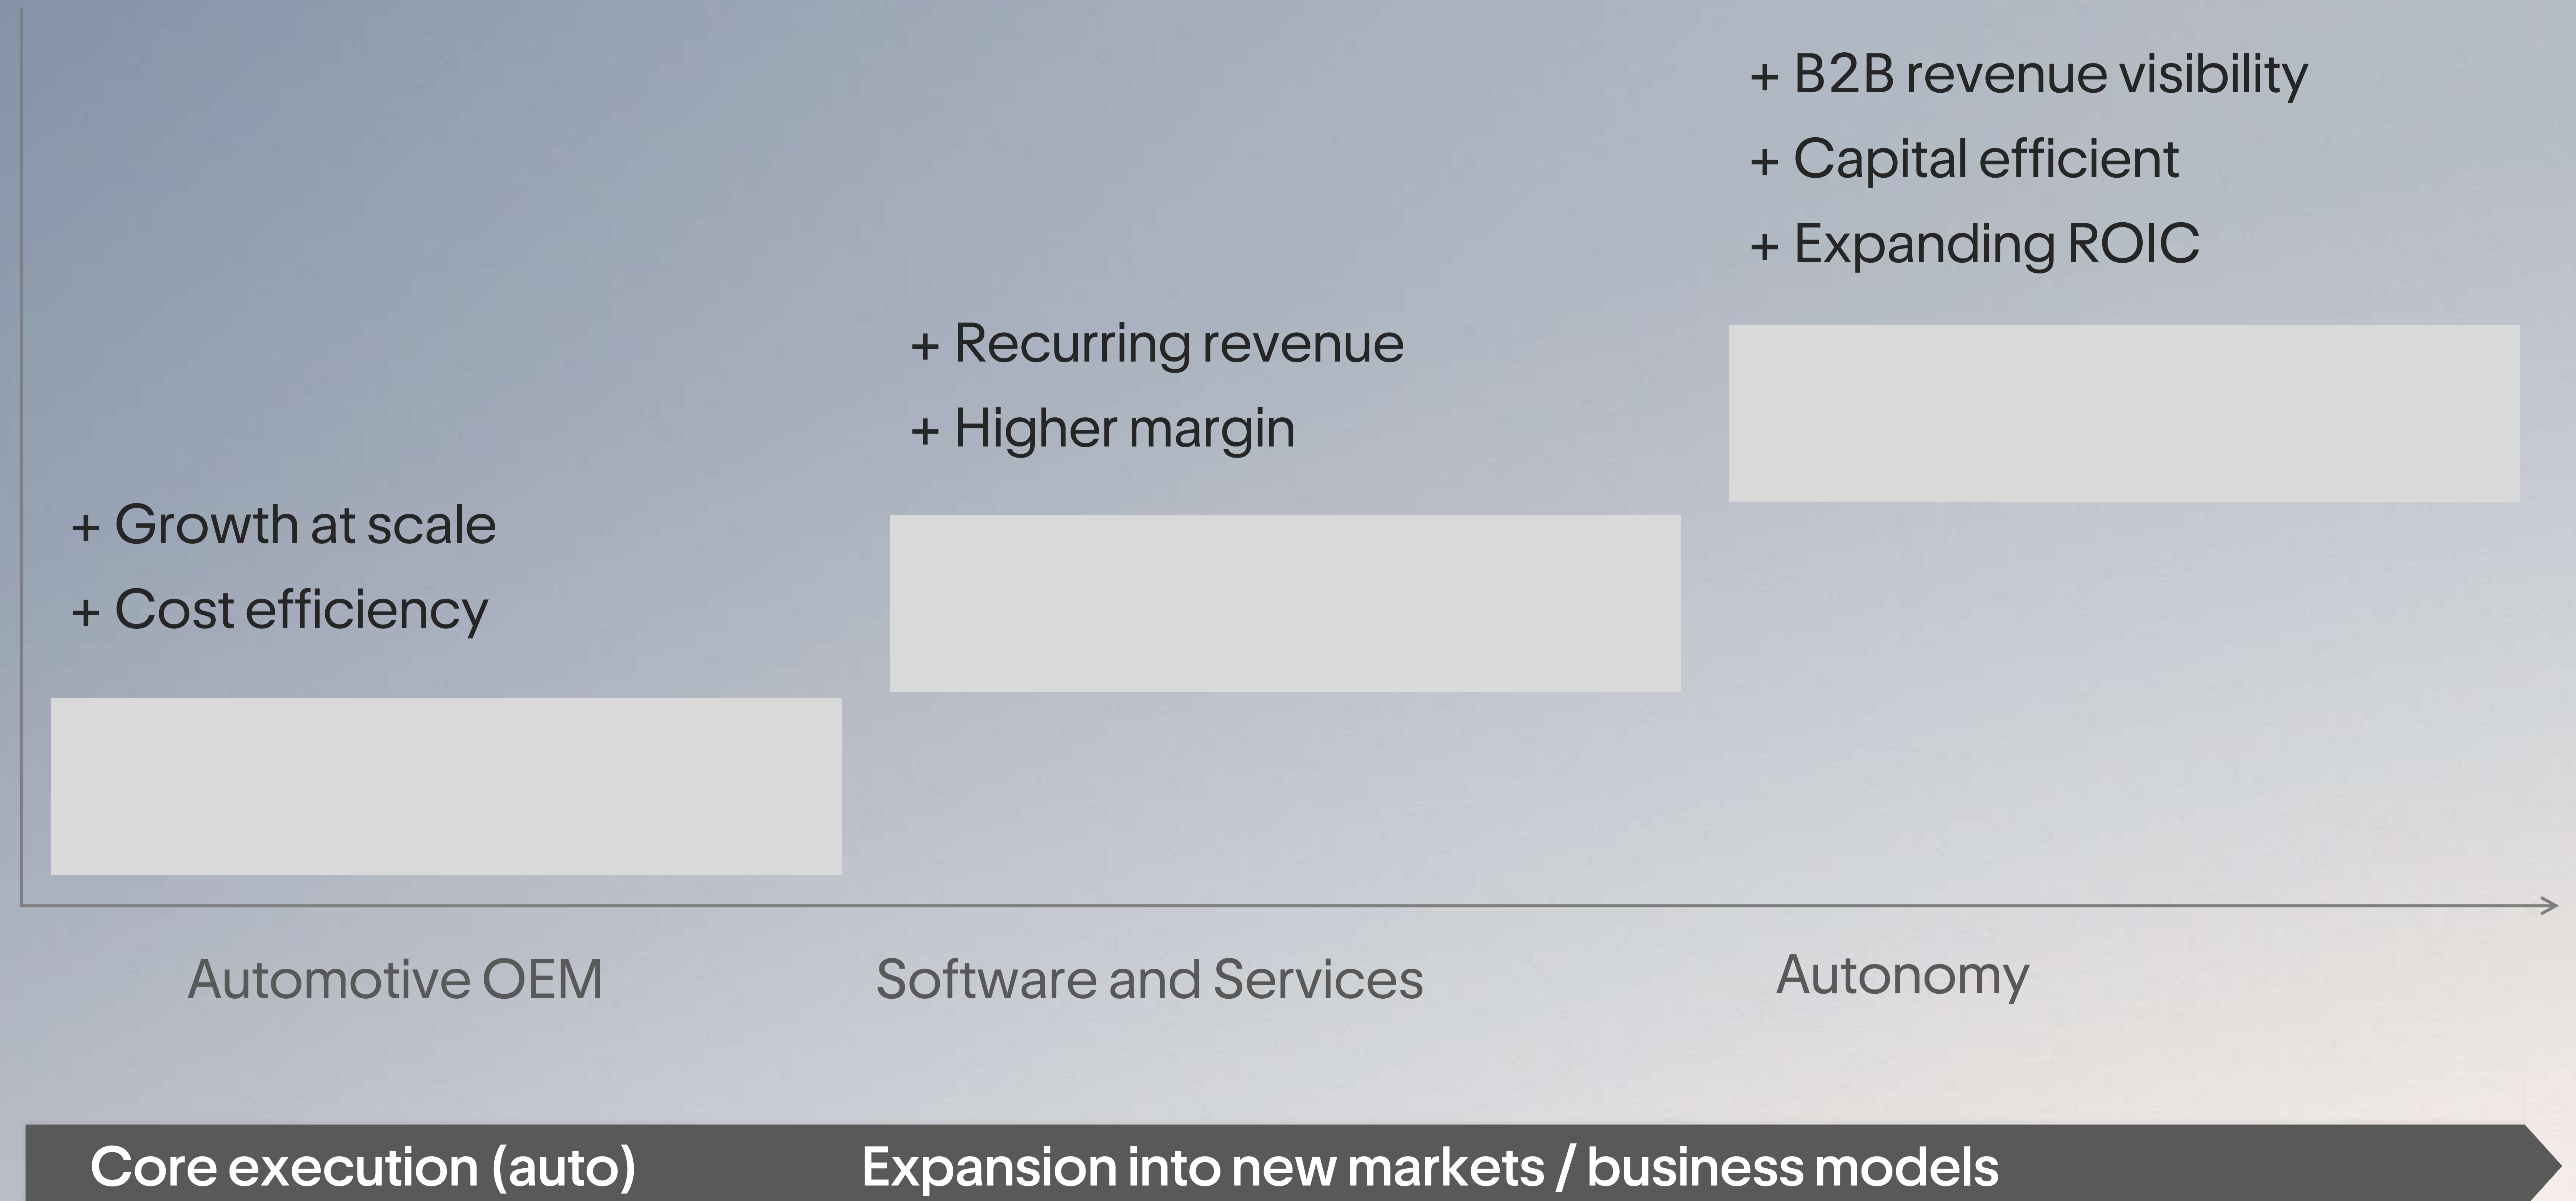 + B2B revenue visibility
+ Capital efficient
+ Expanding ROIC
+ Recurring revenue
+ Higher margin
+ Growth at scale
+ Cost efficiency
Automotive OEM
Software and Services
Autonomy
Core execution (auto)
Expansion into new markets / business models